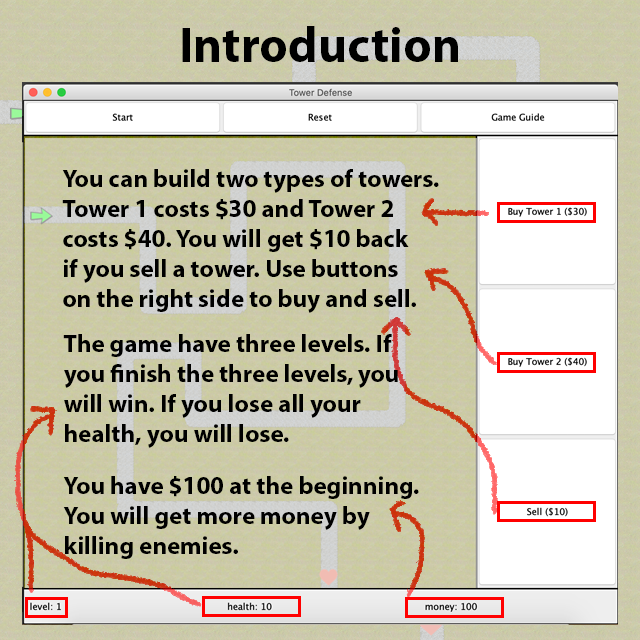 Introduction
Tower Defense
Start
Reset
Game Guide
You can build two types of towers.
Tower 1 costs $30 and Tower 2
costs $40. You will get $10 back
if you sell a tower. Use buttons
on the right side to buy and sell.
The game have three levels. If
you finish the three levels, you
will win. If you lose all your
health, you will lose.
You have $100 at the beginning.
You will get more money by
killing enemies.
Buy Tower 1 ($30)
Buy Tower 2 ($40)
Sell ($10)
level: 1
health: 10
money: 100